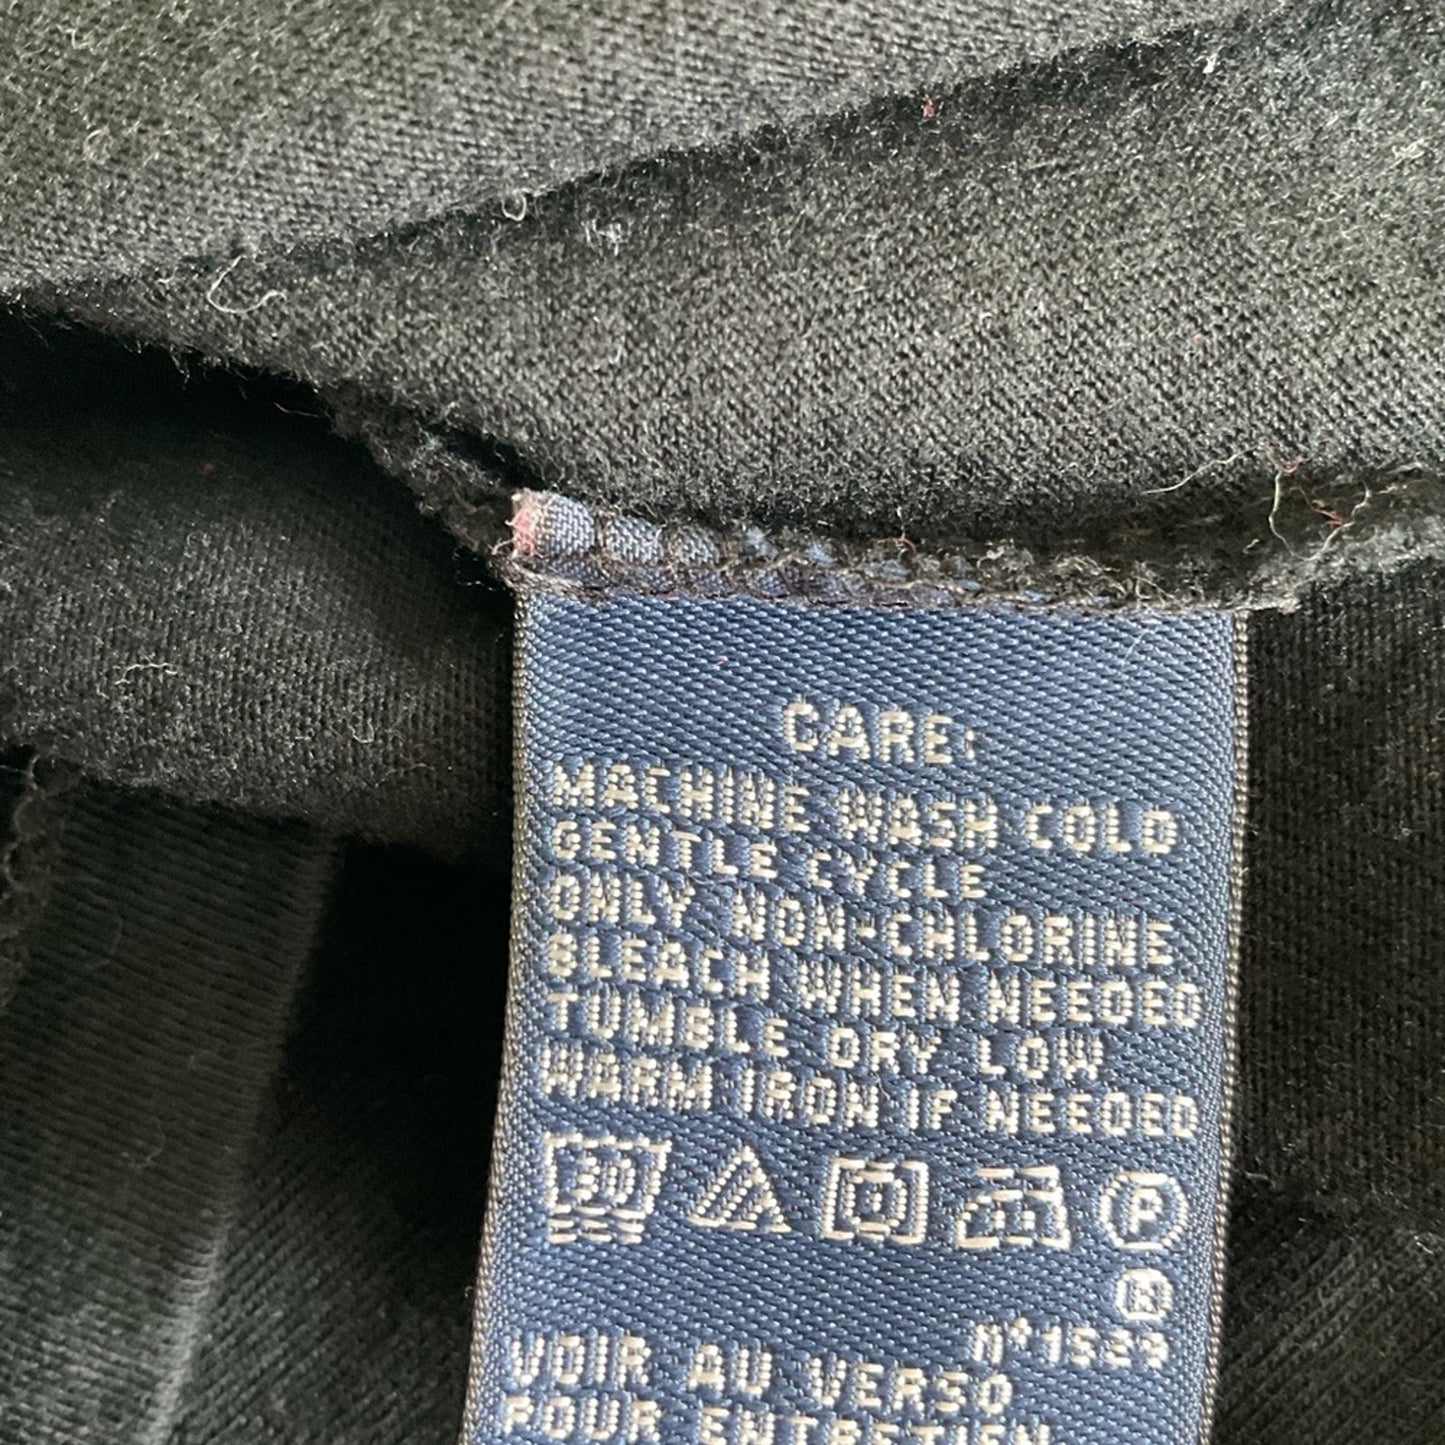 CARE:
MACHINE WASH COLD
GENTLE CYCLE
ONLY NON-CHLORINE
BLEACH WHEN NEEDED
TUMBLE DRY LOW
WARM IRON IF NEEDED
30 P
®
N°1529
VOIR AU VERSO
POUR ENTRETIEN